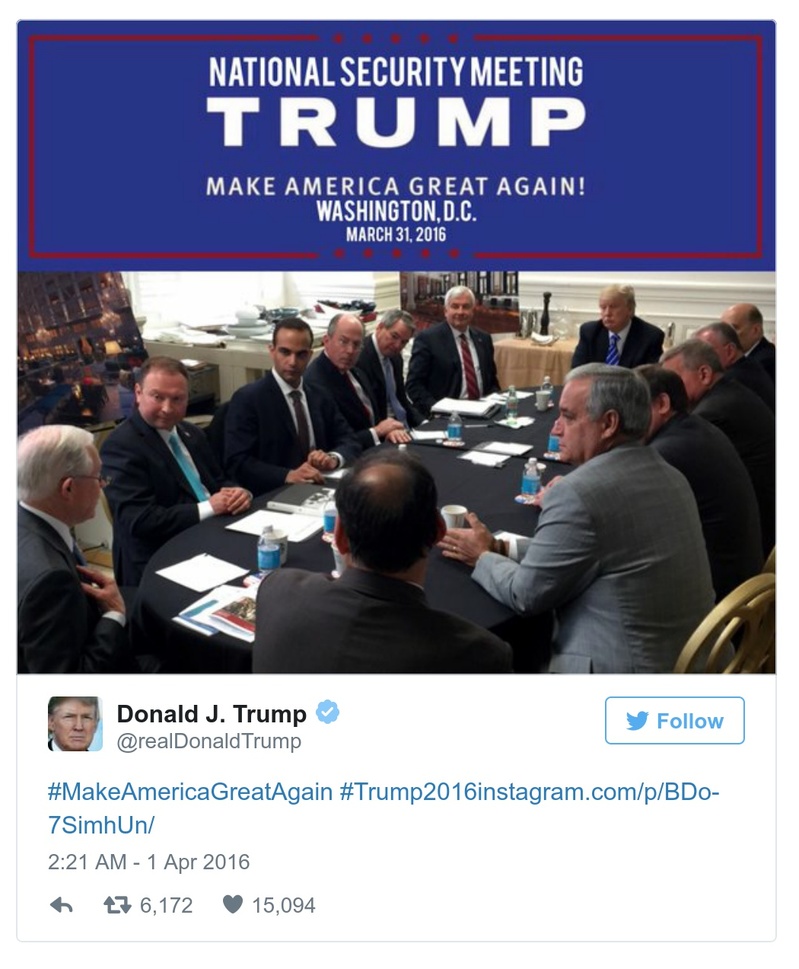 NATIONAL SECURITY MEETING
TRUMP
MAKE AMERICA GREAT AGAIN!
WASHINGTON, D.C.
MARCH 31, 2016
Donald J. Trump
@realDonaldTrump
Follow
#MakeAmericaGreatAgain #Trump2016instagram.com/p/BDo-
7SimhUn/
2:21 AM - 1 Apr 2016
6,172 15,094